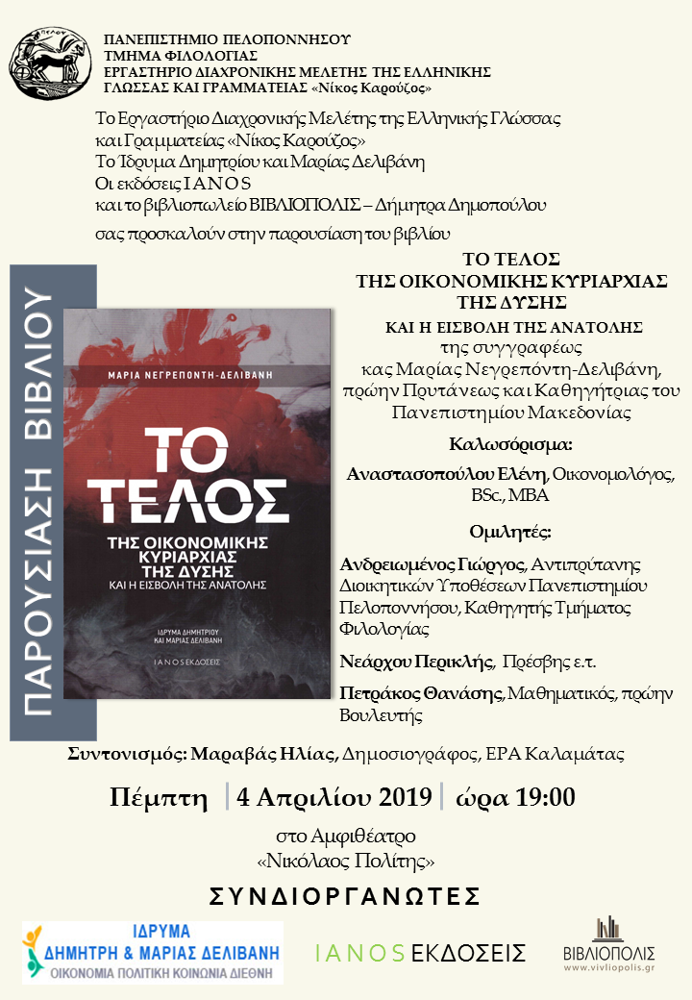 ΠΑΝΕΠΙΣΤΗΜΙΟ ΠΕΛΟΠΟΝΝΗΣΟΥ
ΤΜΗΜΑ ΦΙΛΟΛΟΓΙΑΣ
ΕΡΓΑΣΤΗΡΙΟ ΔΙΑΧΡΟΝΙΚΗΣ ΜΕΛΕΤΗΣ ΤΗΣ ΕΛΛΗΝΙΚΗΣ
ΓΛΩΣΣΑΣ ΚΑΙ ΓΡΑΜΜΑΤΕΙΑΣ «Νίκος Καρούζος»
Το Εργαστήριο Διαχρονικής Μελέτης της Ελληνικής Γλώσσας
και Γραμματείας «Νίκος Καρούζος»
Το Ίδρυμα Δημητρίου και Μαρίας Δελιβάνη
Οι εκδόσεις Ι Α Ν Ο S
και το βιβλιοπωλείο ΒΙΒΛΙΟΠΟΛΙΣ – Δήμητρα Δημοπούλου
σας προσκαλούν στην παρουσίαση του βιβλίου
ΤΟ ΤΕΛΟΣ
ΤΗΣ ΟΙΚΟΝΟΜΙΚΗΣ ΚΥΡΙΑΡΧΙΑΣ
ΤΗΣ ΔΥΣΗΣ
ΚΑΙ Η ΕΙΣΒΟΛΗ ΤΗΣ ΑΝΑΤΟΛΗΣ
της συγγραφέως
κας Μαρίας Νεγρεπόντη-Δελιβάνη,
πρώην Πρυτάνεως και Καθηγήτριας του
Πανεπιστημίου Μακεδονίας
ΠΑΡΟΥΣΙΑΣΗ ΒΙΒΛΙΟΥ
ΜΑΡΙΑ ΝΕΓΡΕΠΟΝΤΗ-ΔΕΛΙΒΑΝΗ
ΤΟ
ΤΕΛΟΣ
ΤΗΣ ΟΙΚΟΝΟΜΙΚΗΣ
ΚΥΡΙΑΡΧΙΑΣ
ΤΗΣ ΔΥΣΗΣ
ΚΑΙ Η ΕΙΣΒΟΛΗ ΤΗΣ ΑΝΑΤΟΛΗΣ
ΙΔΡΥΜΑ ΔΗΜΗΤΡΙΟΥ
ΚΑΙ ΜΑΡΙΑΣ ΔΕΛΙΒΑΝΗ
I A N O S ΕΚΔΟΣΕΙΣ
Καλωσόρισμα:
Αναστασοπούλου Ελένη, Οικονομολόγος,
BSc., MBA
Ομιλητές:
Ανδρειωμένος Γιώργος, Αντιπρύτανης
Διοικητικών Υποθέσεων Πανεπιστημίου
Πελοποννήσου, Καθηγητής Τμήματος
Φιλολογίας
Νεάρχου Περικλής, Πρέσβης ε.τ.
Πετράκος Θανάσης, Μαθηματικός, πρώην
Βουλευτής
Συντονισμός: Μαραβάς Ηλίας, Δημοσιογράφος, ΕΡΑ Καλαμάτας
Πέμπτη | 4 Απριλίου 2019 | ώρα 19:00
στο Αμφιθέατρο
«Νικόλαος Πολίτης»
ΣΥΝΔΙΟΡΓΑΝΩΤΕΣ
ΙΔΡΥΜΑ
ΔΗΜΗΤΡΗ & ΜΑΡΙΑΣ ΔΕΛΙΒΑΝΗ
ΟΙΚΟΝΟΜΙΑ ΠΟΛΙΤΙΚΗ ΚΟΙΝΩΝΙΑ ΔΙΕΘΝΗ
I A N O S ΕΚΔΟΣΕΙΣ
ΒΙΒΛΙΟΠΟΛΙΣ
www.vivliopolis.gr